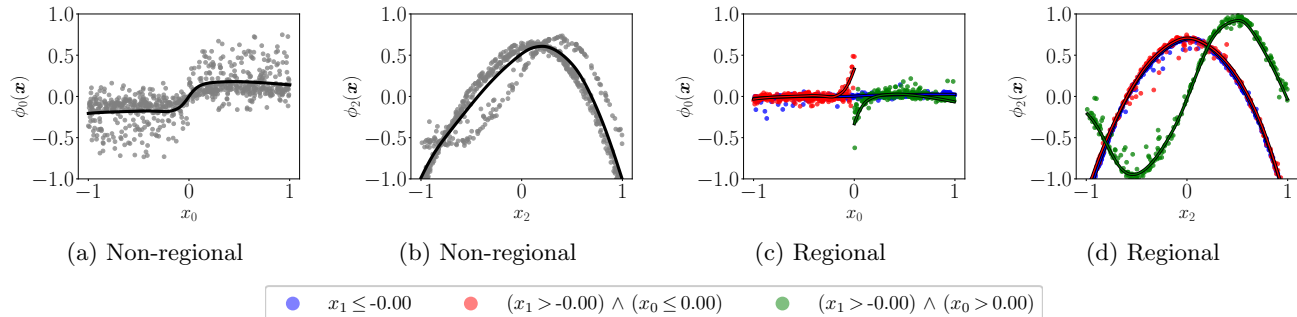 1.0
0.5
0.0
−0.5
−1.0
ϕ0(x)
−1 0 1
x0
(a) Non-regional
1.0
0.5
0.0
−0.5
−1.0
ϕ2(x)
−1 0 1
x2
(b) Non-regional
1.0
0.5
0.0
−0.5
−1.0
ϕ0(x)
−1 0 1
x0
(c) Regional
1.0
0.5
0.0
−0.5
−1.0
ϕ2(x)
−1 0 1
x2
(d) Regional
x1 ≤ -0.00 (x1 > -0.00) ∧ (x0 ≤ 0.00) (x1 > -0.00) ∧ (x0 > 0.00)